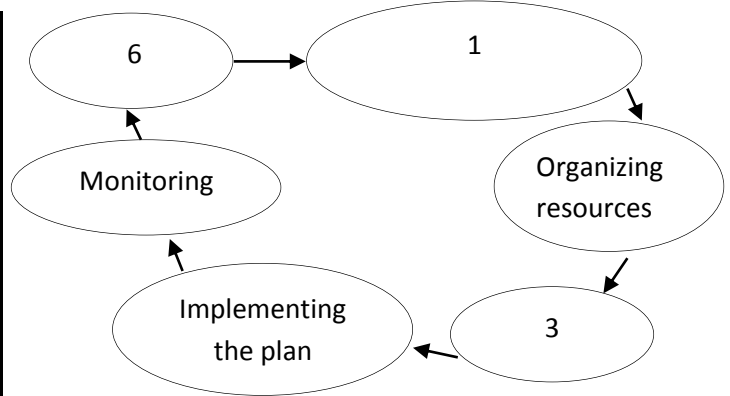 6
1
Organizing
resources
3
Implementing
the plan
Monitoring